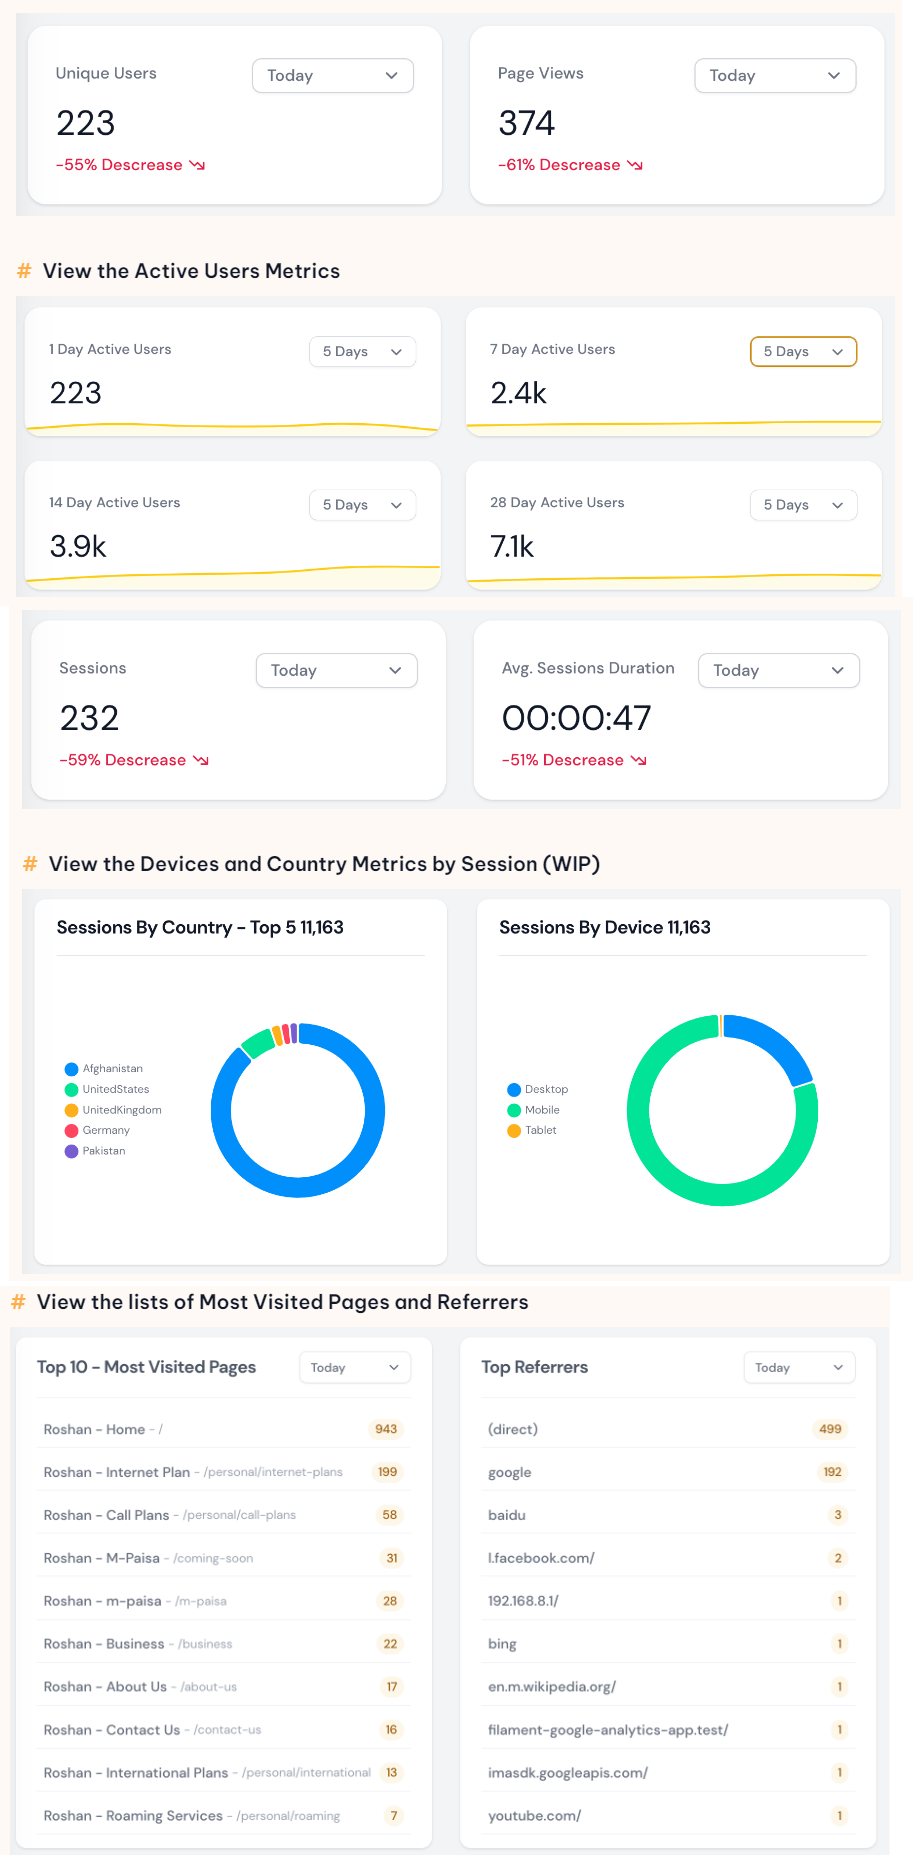 Unique Users
Today
223
-55% Descrease
Page Views
Today
374
-61% Descrease
# View the Active Users Metrics
1 Day Active Users
5 Days
223
7 Day Active Users
5 Days
2.4k
14 Day Active Users
5 Days
3.9k
28 Day Active Users
5 Days
7.1k
Sessions
Today
232
-59% Descrease
Avg. Sessions Duration
Today
00:00:47
-51% Descrease
# View the Devices and Country Metrics by Session (WIP)
Sessions By Country - Top 5 11,163
Afghanistan
UnitedStates
UnitedKingdom
Germany
Pakistan
Sessions By Device 11,163
Desktop
Mobile
Tablet
# View the lists of Most Visited Pages and Referrers
Top 10 - Most Visited Pages
Today
Roshan - Home - / 943
Roshan - Internet Plan - /personal/internet-plans 199
Roshan - Call Plans - /personal/call-plans 58
Roshan - M-Paisa - /coming-soon 31
Roshan - m-paisa - /m-paisa 28
Roshan - Business - /business 22
Roshan - About Us - /about-us 17
Roshan - Contact Us - /contact-us 16
Roshan - International Plans - /personal/international 13
Roshan - Roaming Services - /personal/roaming 7
Top Referrers
Today
(direct) 499
google 192
baidu 3
l.facebook.com/ 2
192.168.8.1/ 1
bing 1
en.m.wikipedia.org/ 1
filament-google-analytics-app.test/ 1
imasdk.googleapis.com/ 1
youtube.com/ 1